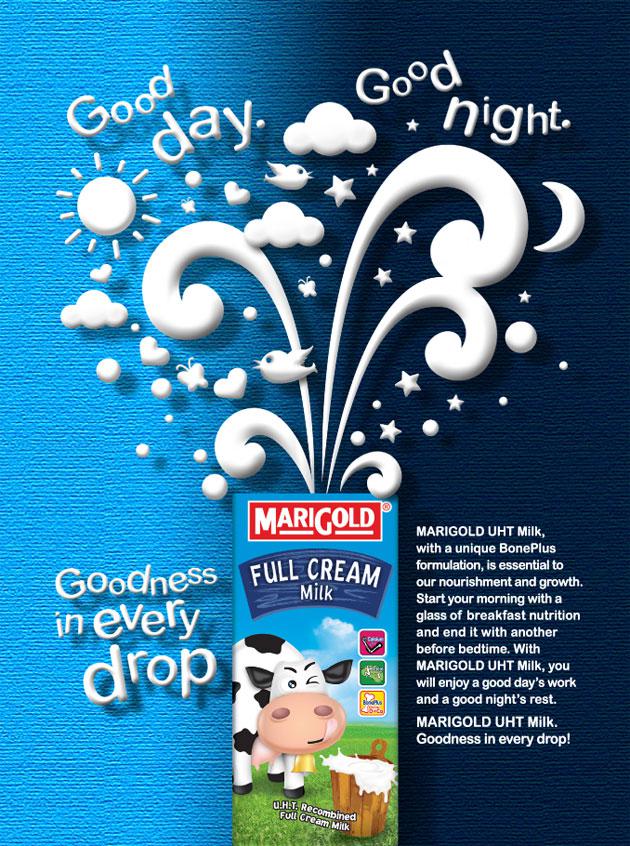 Good
day.
Good
night.
MARIGOLD®
FULL CREAM
Milk
Calcium
BonePlus
Goodness
in every
drop
U.H.T. Recombined
Full Cream Milk
MARIGOLD UHT Milk,
with a unique BonePlus
formulation, is essential to
our nourishment and growth.
Start your morning with a
glass of breakfast nutrition
and end it with another
before bedtime. With
MARIGOLD UHT Milk, you
will enjoy a good day's work
and a good night's rest.
MARIGOLD UHT Milk.
Goodness in every drop!